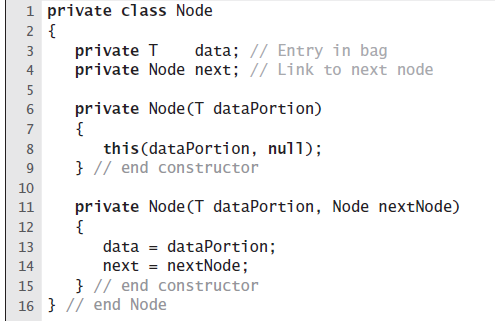 1 private class Node
2 {
3    private T    data; // Entry in bag
4    private Node next; // Link to next node
5
6    private Node(T dataPortion)
7    {
8       this(dataPortion, null);
9    } // end constructor
10
11    private Node(T dataPortion, Node nextNode)
12    {
13       data = dataPortion;
14       next = nextNode;
15    } // end constructor
16 } // end Node